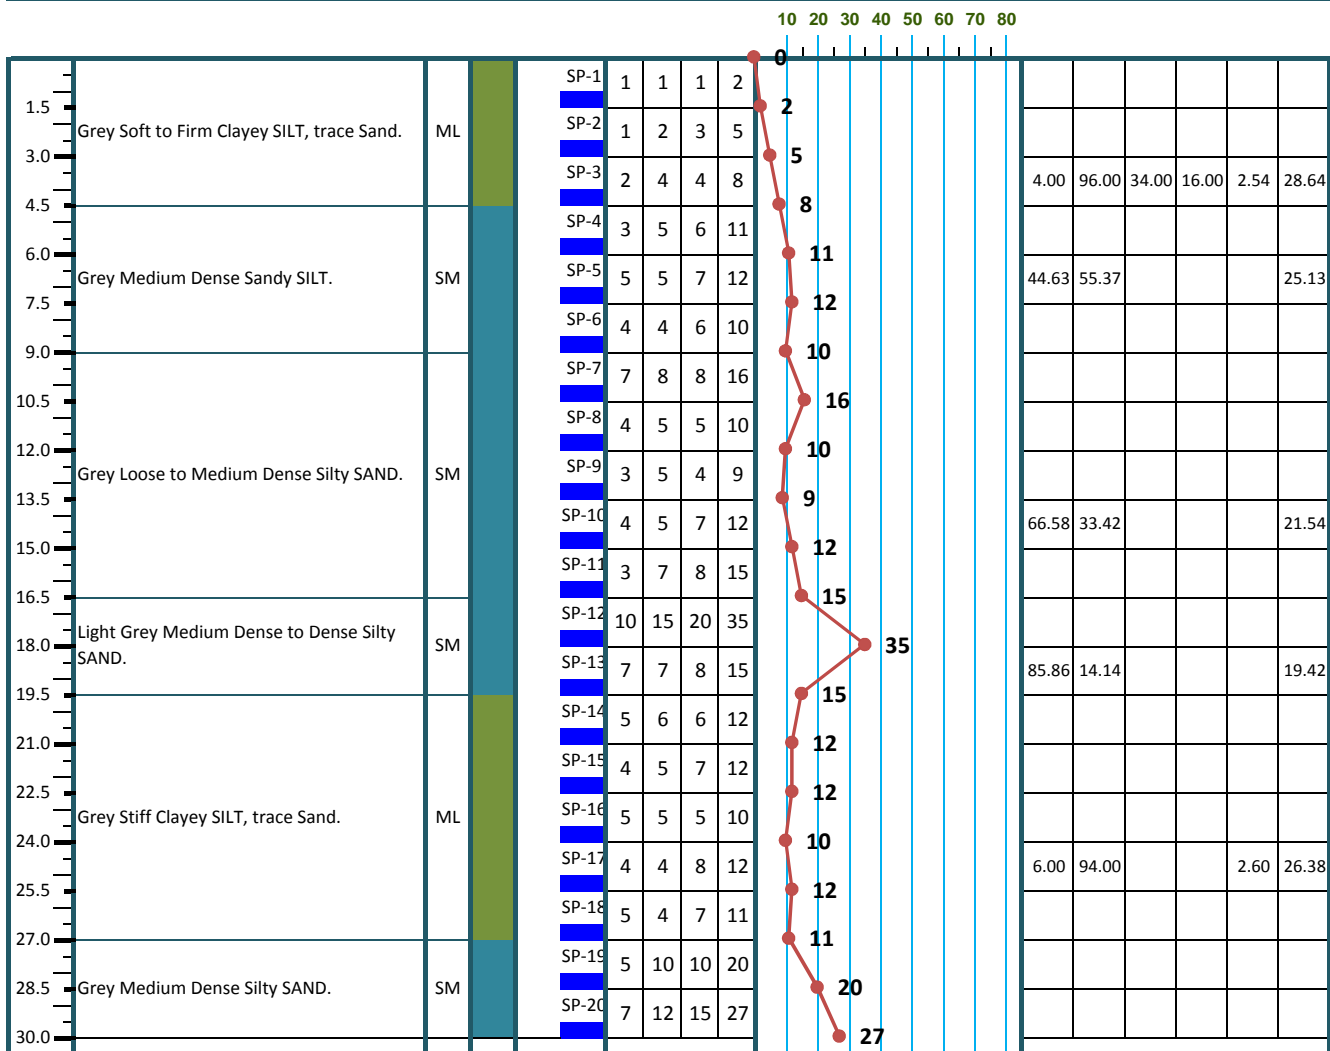 10 20 30 40 50 60 70 80
0
SP-1 1 1 1 2
1.5 2
Grey Soft to Firm Clayey SILT, trace Sand. ML SP-2 1 2 3 5
3.0 5
SP-3 2 4 4 8 4.00 96.00 34.00 16.00 2.54 28.64
4.5 8
SP-4 3 5 6 11
6.0 11
Grey Medium Dense Sandy SILT. SM SP-5 5 5 7 12 44.63 55.37 25.13
7.5 12
SP-6 4 4 6 10
9.0 10
SP-7 7 8 8 16
10.5 16
SP-8 4 5 5 10
12.0 10
Grey Loose to Medium Dense Silty SAND. SM SP-9 3 5 4 9
13.5 9
SP-10 4 5 7 12 66.58 33.42 21.54
15.0 12
SP-11 3 7 8 15
16.5 15
SP-12 10 15 20 35
Light Grey Medium Dense to Dense Silty
18.0 SAND. SM 35
SP-13 7 7 8 15 85.86 14.14 19.42
19.5 15
SP-14 5 6 6 12
21.0 12
SP-15 4 5 7 12
22.5 12
Grey Stiff Clayey SILT, trace Sand. ML SP-16 5 5 5 10
24.0 10
SP-17 4 4 8 12 6.00 94.00 2.60 26.38
25.5 12
SP-18 5 4 7 11
27.0 11
SP-19 5 10 10 20
28.5 Grey Medium Dense Silty SAND. SM 20
SP-20 7 12 15 27
30.0 27